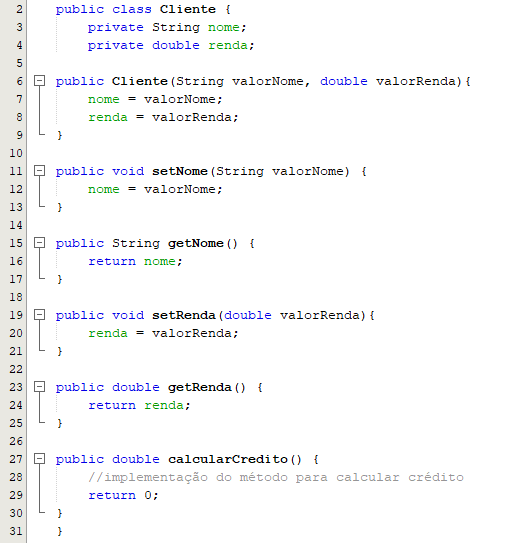 2 public class Cliente {
3 private String nome;
4 private double renda;
5
6 public Cliente(String valorNome, double valorRenda){
7 nome = valorNome;
8 renda = valorRenda;
9 }
10
11 public void setNome(String valorNome) {
12 nome = valorNome;
13 }
14
15 public String getNome() {
16 return nome;
17 }
18
19 public void setRenda(double valorRenda){
20 renda = valorRenda;
21 }
22
23 public double getRenda() {
24 return renda;
25 }
26
27 public double calcularCredito() {
28 //implementação do método para calcular crédito
29 return 0;
30 }
31 }